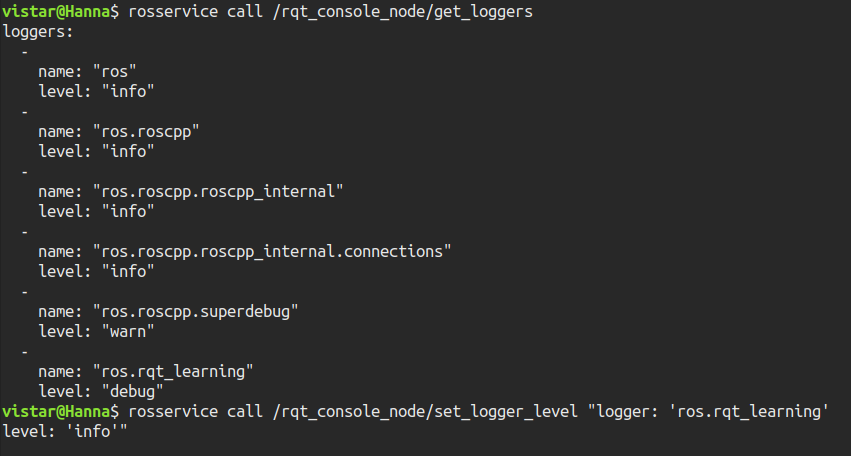 vistar@Hanna$ rosservice call /rqt_console_node/get_loggers
loggers:
  -
    name: "ros"
    level: "info"
  -
    name: "ros.roscpp"
    level: "info"
  -
    name: "ros.roscpp.roscpp_internal"
    level: "info"
  -
    name: "ros.roscpp.roscpp_internal.connections"
    level: "info"
  -
    name: "ros.roscpp.superdebug"
    level: "warn"
  -
    name: "ros.rqt_learning"
    level: "debug"
vistar@Hanna$ rosservice call /rqt_console_node/set_logger_level "logger: 'ros.rqt_learning'
level: 'info'"